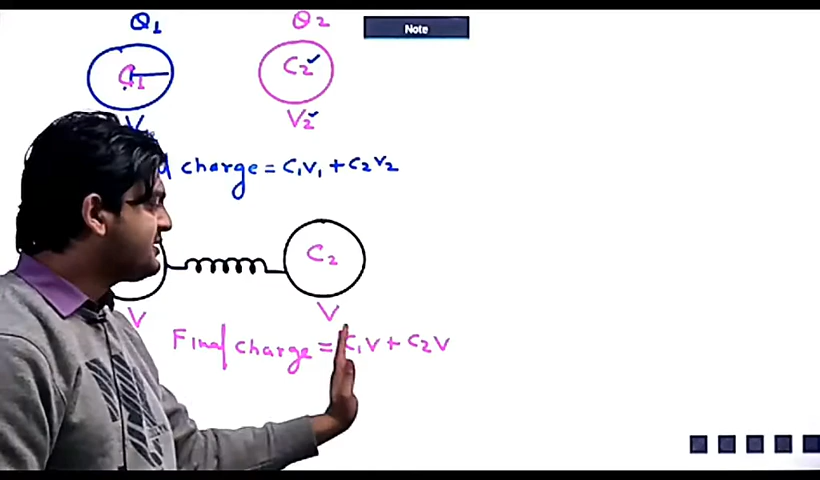 Q1 Q2
Note
C1 C2
V2
charge = C1V1 + C2V2
C2
V V
Final charge = C1V + C2V